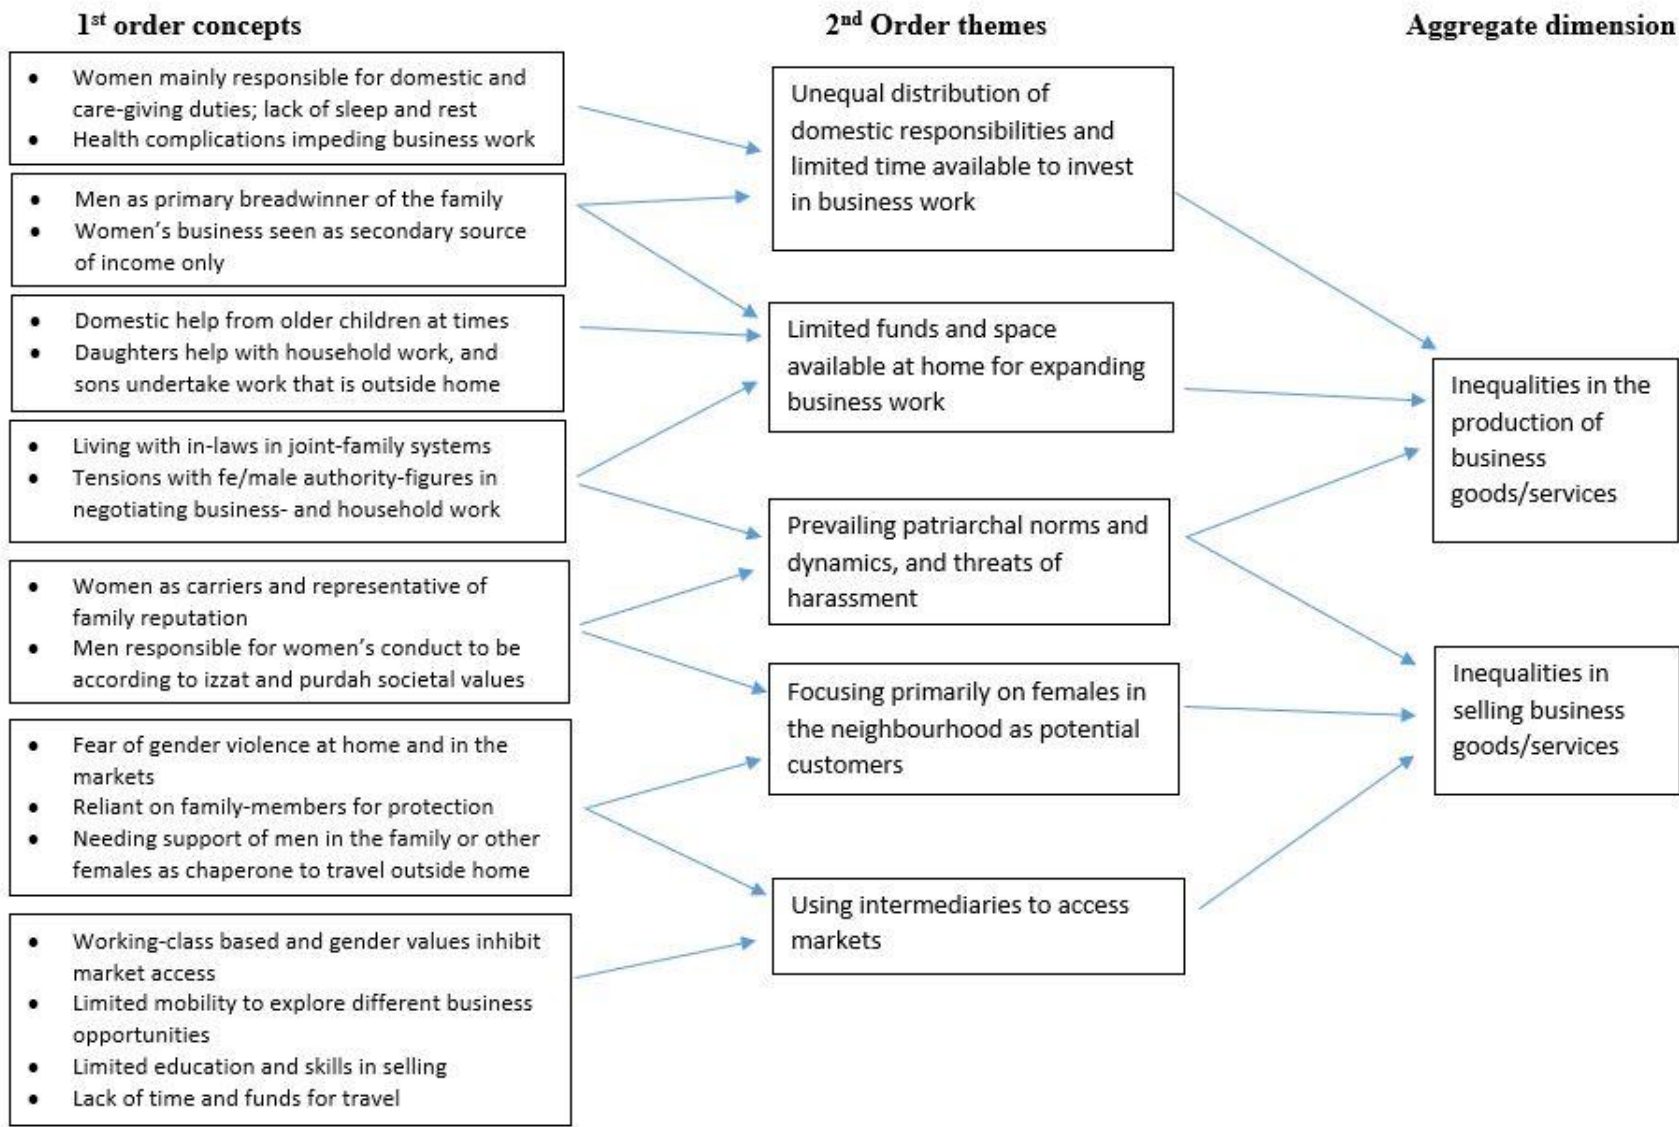 1st order concepts
2nd Order themes
Aggregate dimension
• Women mainly responsible for domestic and
care-giving duties; lack of sleep and rest
• Health complications impeding business work
• Men as primary breadwinner of the family
• Women's business seen as secondary source
of income only
• Domestic help from older children at times
• Daughters help with household work, and
sons undertake work that is outside home
• Living with in-laws in joint-family systems
• Tensions with fe/male authority-figures in
negotiating business- and household work
• Women as carriers and representative of
family reputation
• Men responsible for women's conduct to be
according to izzat and purdah societal values
• Fear of gender violence at home and in the
markets
• Reliant on family-members for protection
• Needing support of men in the family or other
females as chaperone to travel outside home
• Working-class based and gender values inhibit
market access
• Limited mobility to explore different business
opportunities
• Limited education and skills in selling
• Lack of time and funds for travel
Unequal distribution of
domestic responsibilities and
limited time available to invest
in business work
Limited funds and space
available at home for expanding
business work
Prevailing patriarchal norms and
dynamics, and threats of
harassment
Focusing primarily on females in
the neighbourhood as potential
customers
Using intermediaries to access
markets
Inequalities in the
production of
business
goods/services
Inequalities in
selling business
goods/services